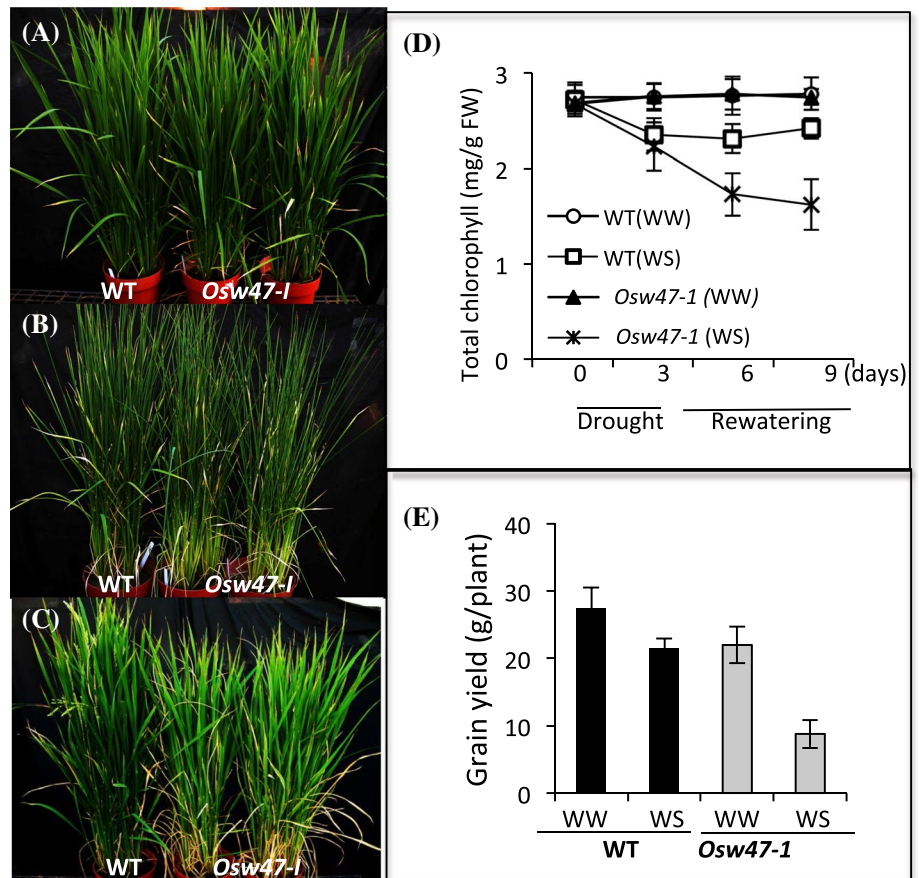 (A)
WT Osw47-I
(B)
WT Osw47-I
(C)
WT Osw47-I
(D)
Total chlorophyll (mg/g FW)
3
2
1
0
WT(WW)
WT(WS)
Osw47-1 (WW)
Osw47-1 (WS)
0 3 6 9 (days)
Drought Rewatering
(E)
Grain yield (g/plant)
40
30
20
10
0
WW WS WW WS
WT Osw47-1